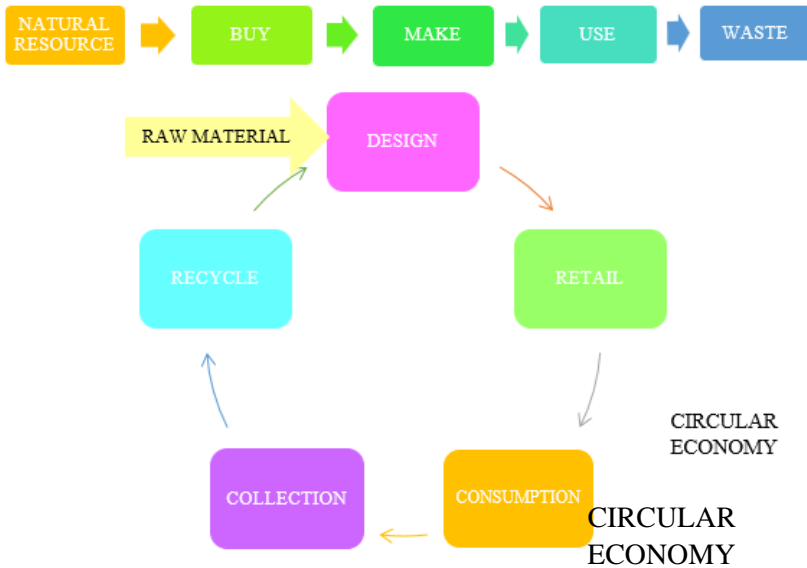 NATURAL
RESOURCE
BUY
MAKE
USE
WASTE
RAW MATERIAL
DESIGN
RECYCLE
RETAIL
CIRCULAR
ECONOMY
COLLECTION
CONSUMPTION
CIRCULAR
ECONOMY